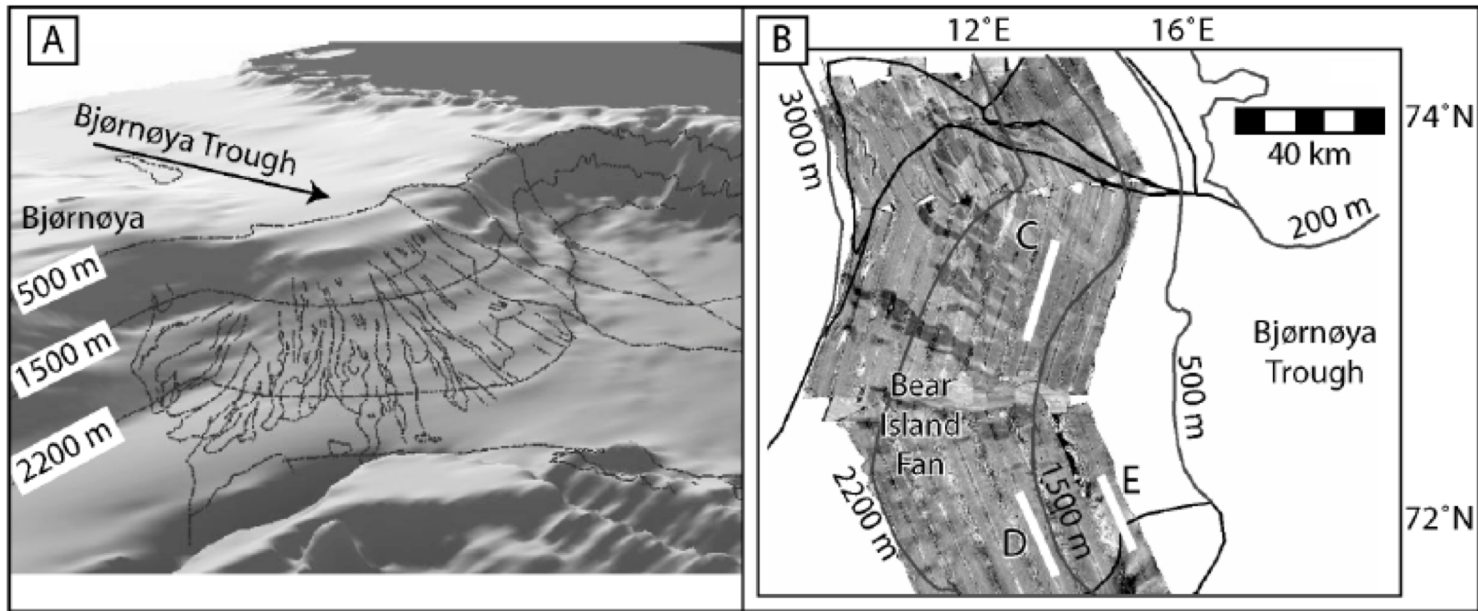 A
Bjørnøya Trough
Bjørnøya
500 m
1500 m
2200 m
B
12˚E
16˚E
74˚N
72˚N
40 km
3000 m
200 m
C
500 m
Bjørnøya
Trough
Bear
Island
Fan
E
D
1500 m
2200 m